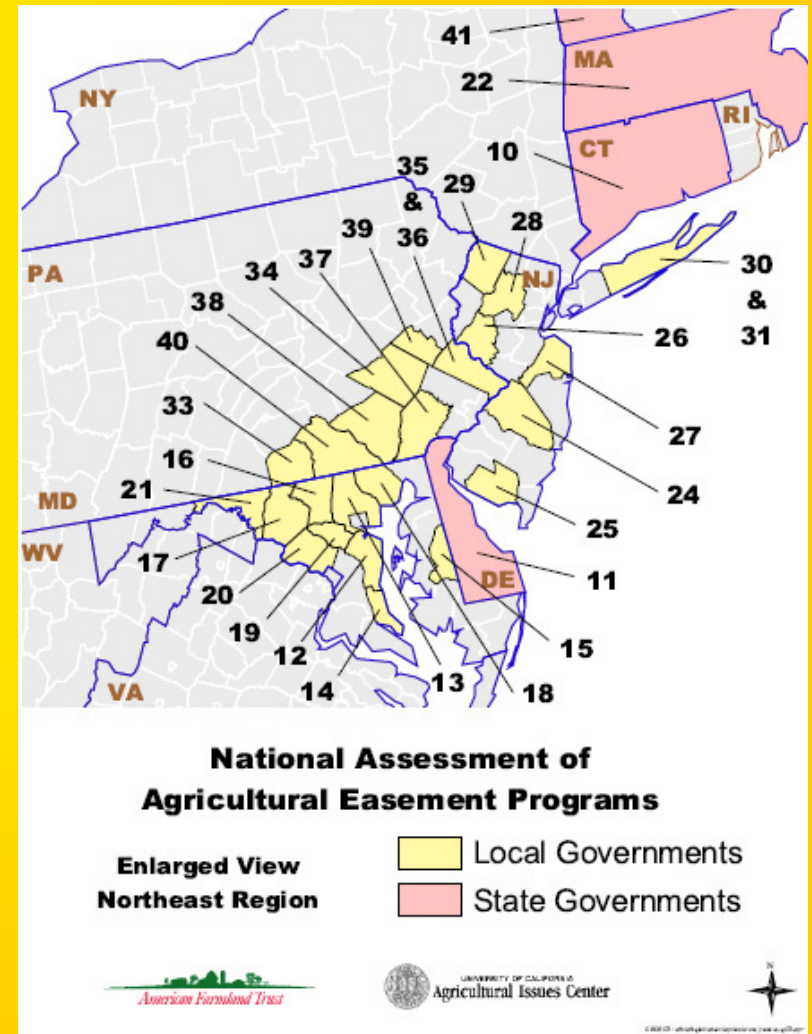 41
MA
22
NY
RI
10
CT
35
&
36
29
28
39
NJ
37
34
PA
30
&
31
38
26
40
33
27
16
24
21
25
MD
WV
17
DE
11
20
19
12
15
14
13
18
VA
National Assessment of
Agricultural Easement Programs
Enlarged View
Northeast Region
Local Governments
State Governments
American Farmland Trust
UNIVERSITY OF CALIFORNIA
Agricultural Issues Center
N